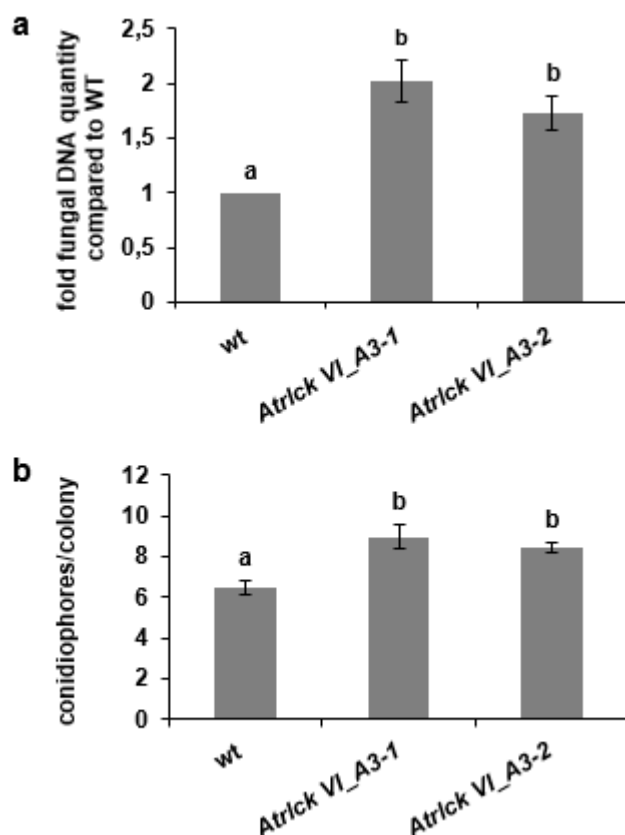 a
fold fungal DNA quantity
compared to WT
2,5
2
1,5
1
0,5
0
a
b
b
wt
Atrlck VI_A3-1
Atrlck VI_A3-2
b
conidiophores/colony
12
10
8
6
4
2
0
a
b
b
wt
Atrlck VI_A3-1
Atrlck VI_A3-2